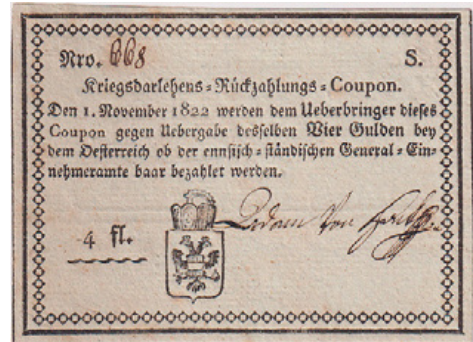 Nro. 668 S.
Kriegsdarlehens-Rückzahlungs-Coupon.
Den 1. November 1822 werden dem Ueberbringer dieses
Coupon gegen Uebergabe desselben Vier Gulden bey
dem Oesterreich ob der ennsisch-ständischen General-Ein-
nehmeramte baar bezahlet werden.
4 fl.